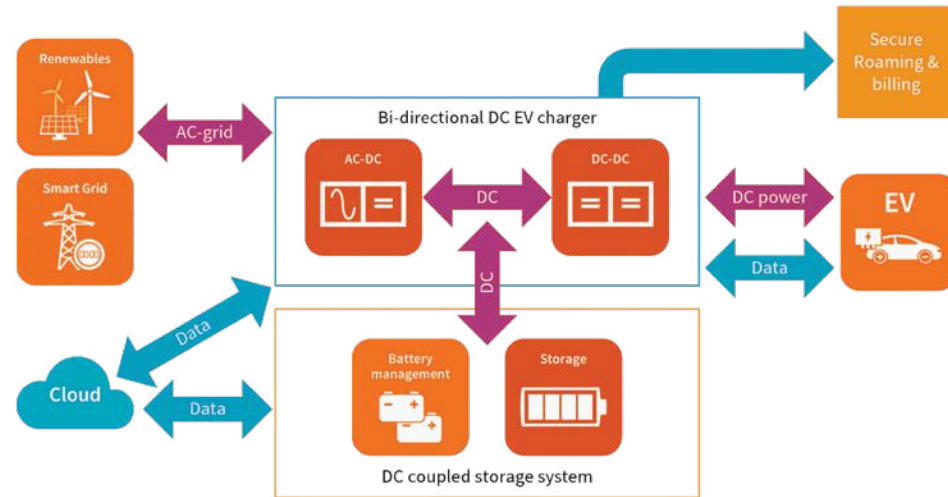 Renewables
Secure
Roaming &
billing
Bi-directional DC EV charger
AC-grid
AC-DC
DC-DC
Smart Grid
DC
DC power
EV
DC
Data
Data
Battery
management
Storage
Cloud
Data
DC coupled storage system